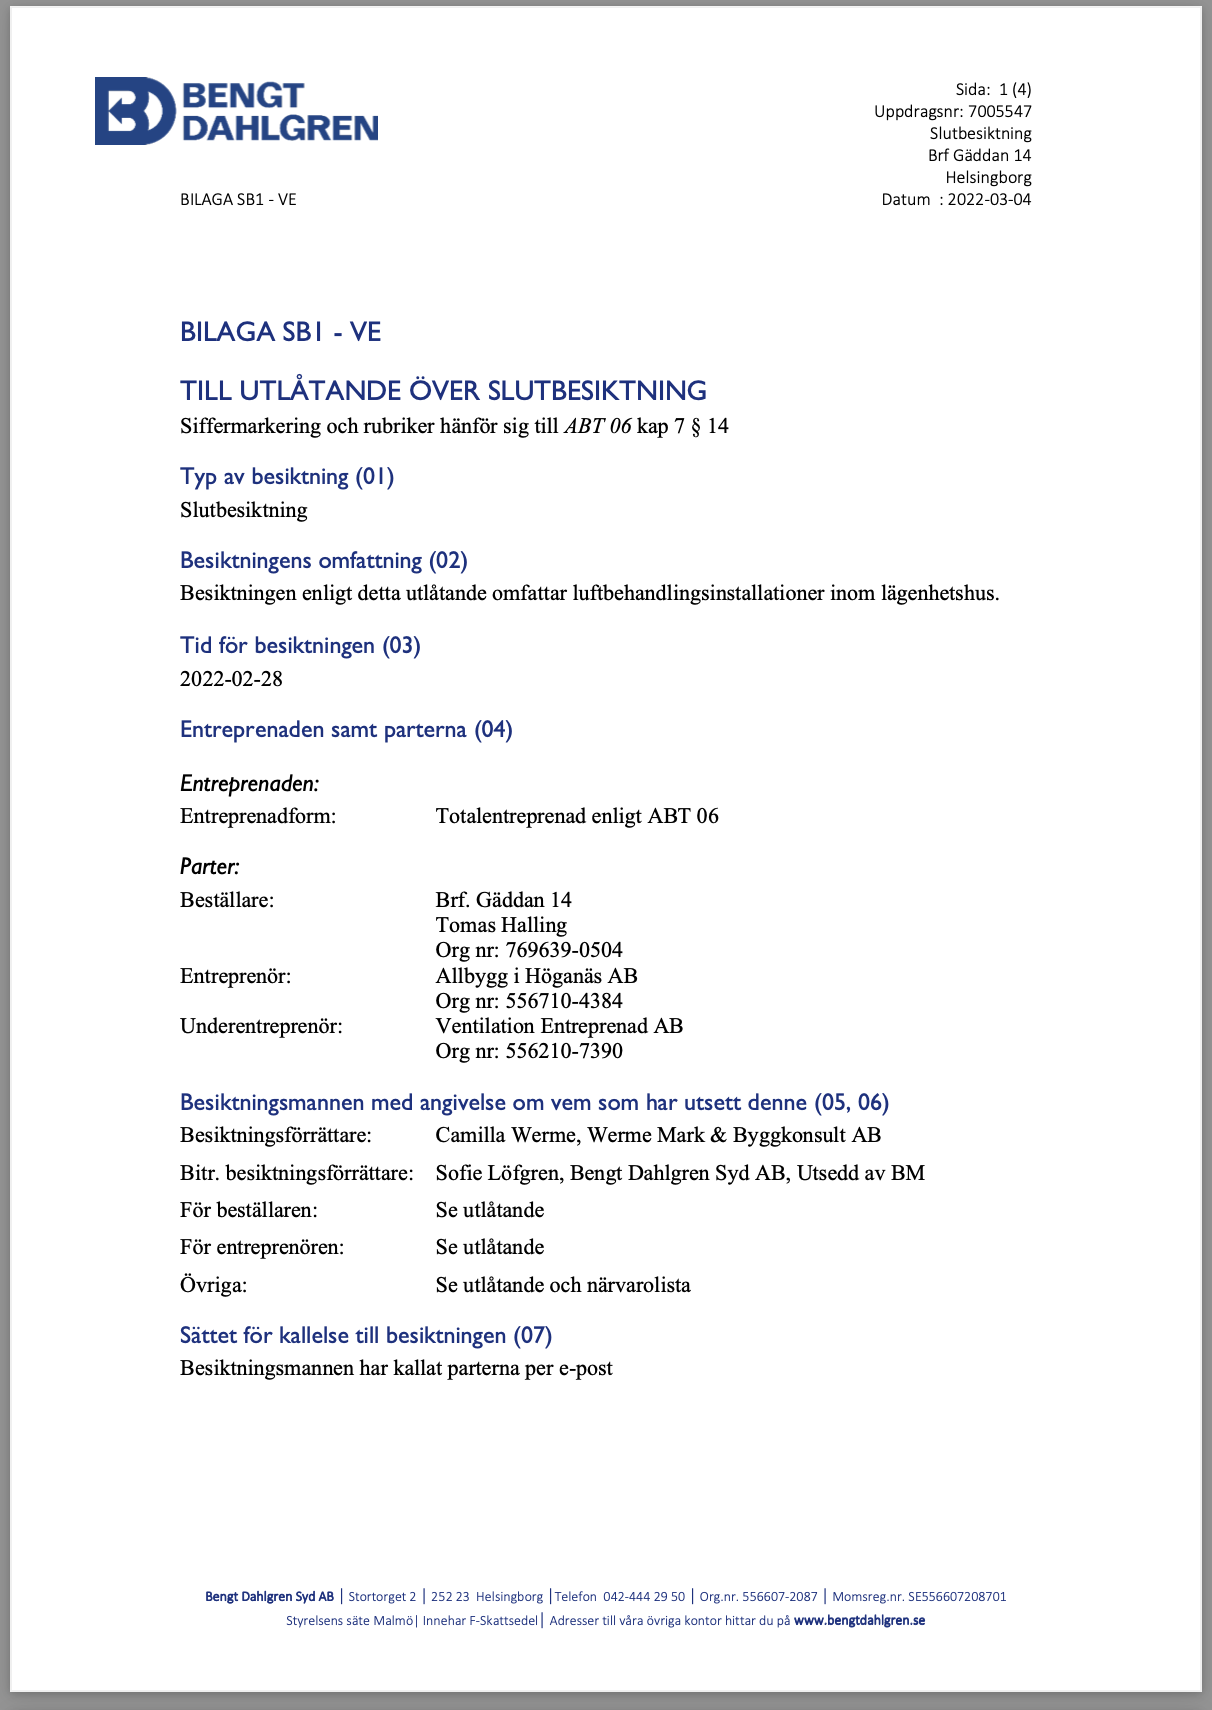 BENGT
DAHLGREN
Sida: 1 (4)
Uppdragsnr: 7005547
Slutbesiktning
Brf Gäddan 14
Helsingborg
BILAGA SB1 - VE
Datum : 2022-03-04
BILAGA SB1 - VE
TILL UTLÅTANDE ÖVER SLUTBESIKTNING
Siffermarkering och rubriker hänför sig till ABT 06 kap 7 § 14
Typ av besiktning (01)
Slutbesiktning
Besiktningens omfattning (02)
Besiktningen enligt detta utlåtande omfattar luftbehandlingsinstallationer inom lägenhetshus.
Tid för besiktningen (03)
2022-02-28
Entreprenaden samt parterna (04)
Entreprenaden:
Entreprenadform: Totalentreprenad enligt ABT 06
Parter:
Beställare: Brf. Gäddan 14
Tomas Halling
Org nr: 769639-0504
Entreprenör: Allbygg i Höganäs AB
Org nr: 556710-4384
Underentreprenör: Ventilation Entreprenad AB
Org nr: 556210-7390
Besiktningsmannen med angivelse om vem som har utsett denne (05, 06)
Besiktningsförrättare: Camilla Werme, Werme Mark & Byggkonsult AB
Bitr. besiktningsförrättare: Sofie Löfgren, Bengt Dahlgren Syd AB, Utsedd av BM
För beställaren: Se utlåtande
För entreprenören: Se utlåtande
Övriga: Se utlåtande och närvarolista
Sättet för kallelse till besiktningen (07)
Besiktningsmannen har kallat parterna per e-post
Bengt Dahlgren Syd AB | Stortorget 2 | 252 23 Helsingborg |Telefon 042-444 29 50 | Org.nr. 556607-2087 | Momsreg.nr. SE556607208701
Styrelsens säte Malmö| Innehar F-Skattsedel| Adresser till våra övriga kontor hittar du på www.bengtdahlgren.se